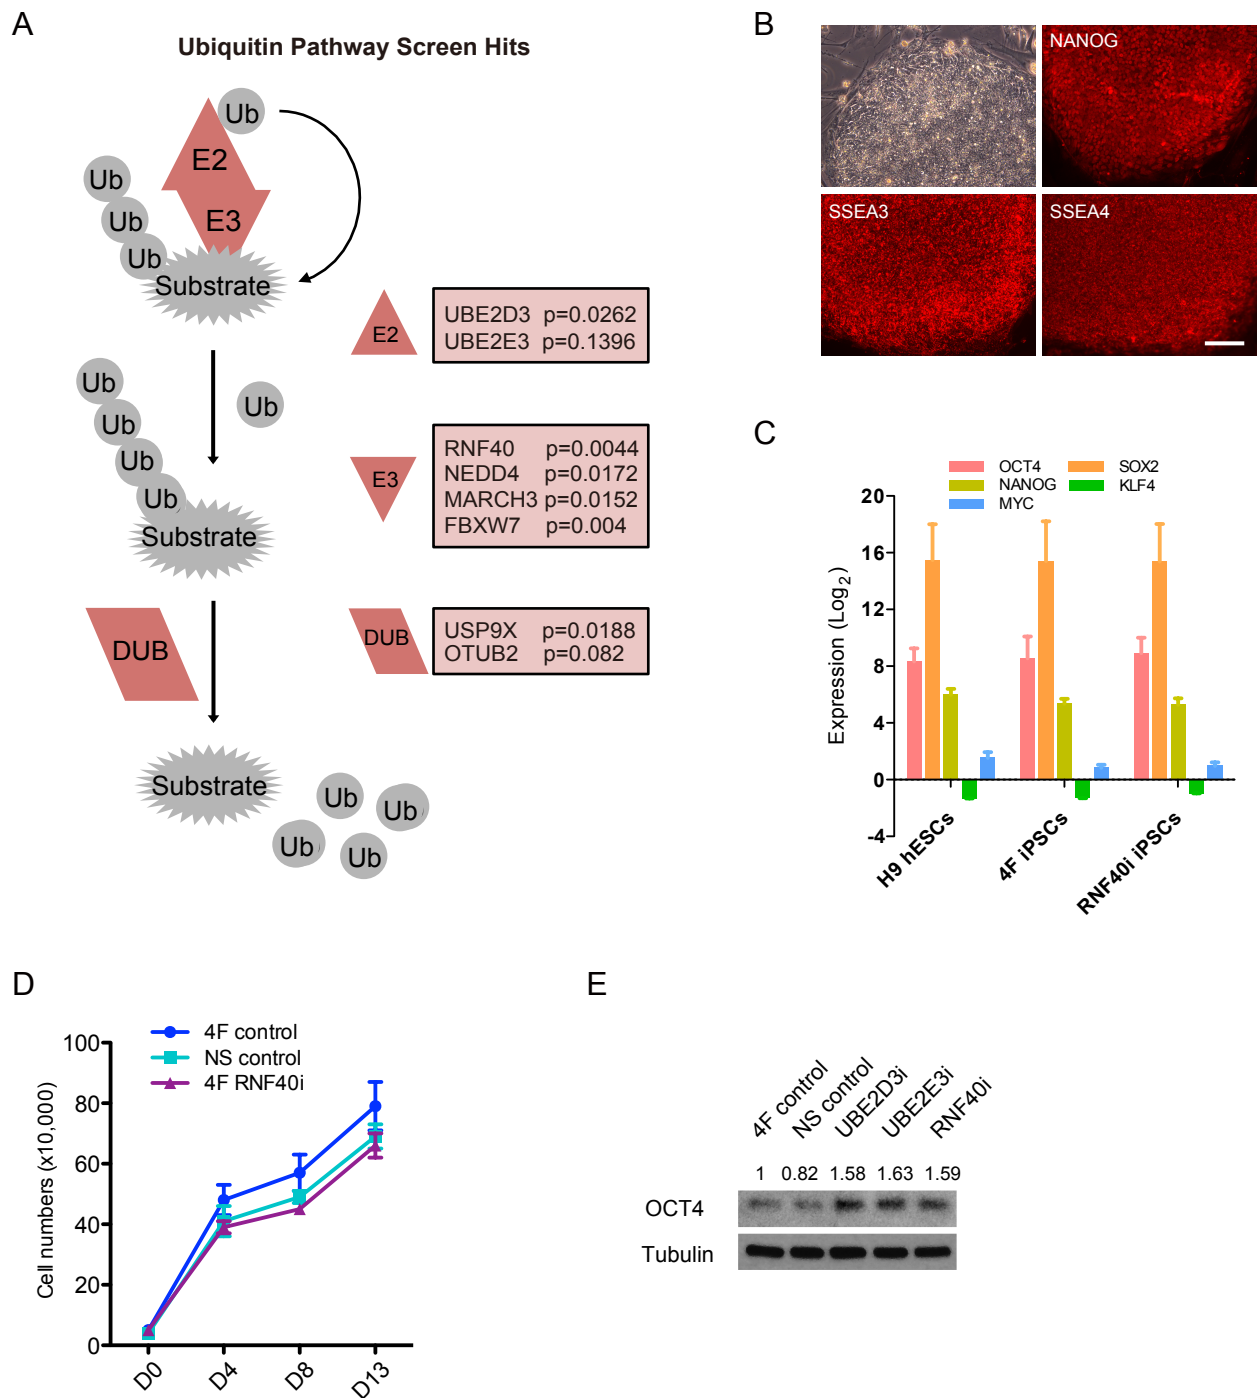 A
Ubiquitin Pathway Screen Hits
Ub
E2
Ub
E3
Ub
Ub
Substrate
E2
UBE2D3 p=0.0262
UBE2E3 p=0.1396
Ub
Ub
Ub
Ub
Ub
Substrate
E3
RNF40 p=0.0044
NEDD4 p=0.0172
MARCH3 p=0.0152
FBXW7 p=0.004
DUB
DUB
USP9X p=0.0188
OTUB2 p=0.082
Substrate
Ub
Ub
Ub
Ub
B
NANOG
SSEA3
SSEA4
C
OCT4
SOX2
NANOG
KLF4
MYC
Expression (Log2)
20
16
12
8
4
0
-4
H9 hESCs
4F iPSCs
RNF40i iPSCs
D
4F control
NS control
4F RNF40i
Cell numbers (x10,000)
100
80
60
40
20
0
D0
D4
D8
D13
E
4F control
NS control
UBE2D3i
UBE2E3i
RNF40i
1 0.82 1.58 1.63 1.59
OCT4
Tubulin